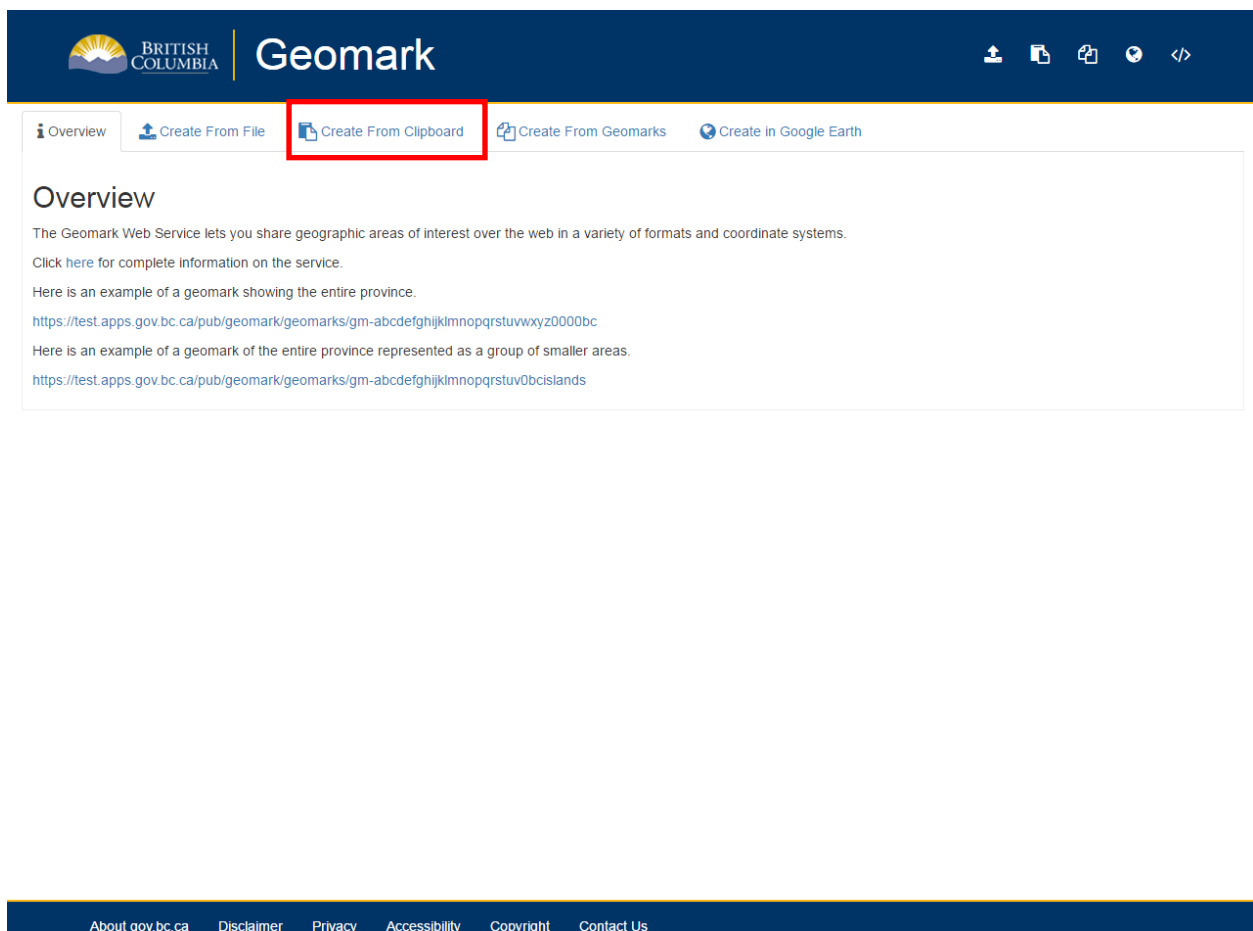 BRITISH
COLUMBIA
Geomark
</>
Overview
Create From File
Create From Clipboard
Create From Geomarks
Create in Google Earth
Overview
The Geomark Web Service lets you share geographic areas of interest over the web in a variety of formats and coordinate systems.
Click here for complete information on the service.
Here is an example of a geomark showing the entire province.
https://test.apps.gov.bc.ca/pub/geomark/geomarks/gm-abcdefghijklmnopqrstuvwxyz0000bc
Here is an example of a geomark of the entire province represented as a group of smaller areas.
https://test.apps.gov.bc.ca/pub/geomark/geomarks/gm-abcdefghijklmnopqrstuv0bcislands
About gov.bc.ca Disclaimer Privacy Accessibility Copyright Contact Us